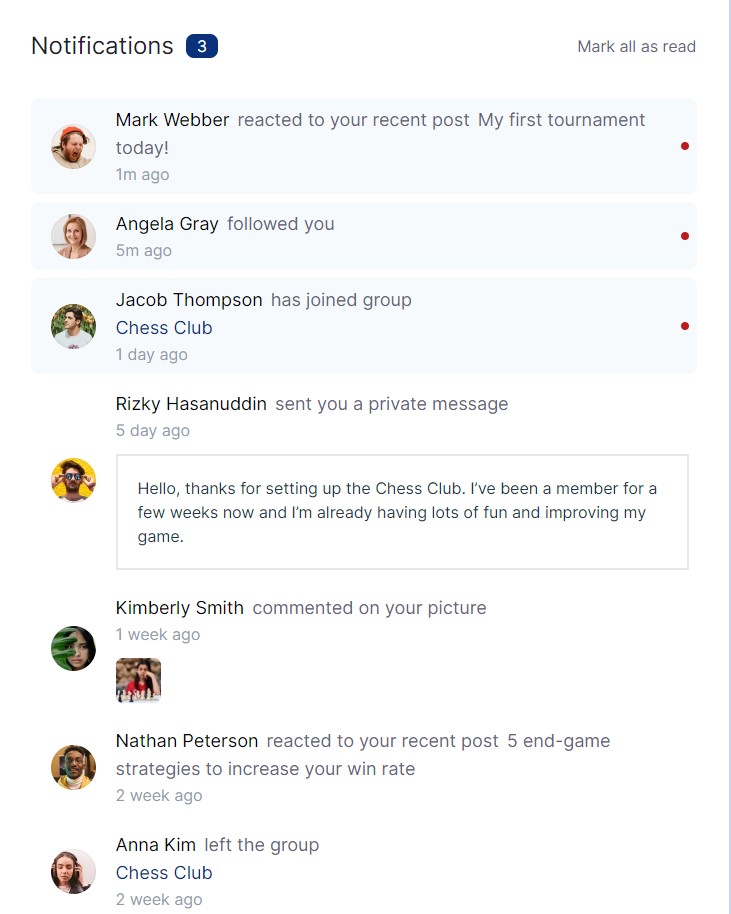 Notifications 3 Mark all as read
Mark Webber reacted to your recent post My first tournament
today!
1m ago
Angela Gray followed you
5m ago
Jacob Thompson has joined group
Chess Club
1 day ago
Rizky Hasanuddin sent you a private message
5 day ago
Hello, thanks for setting up the Chess Club. I’ve been a member for a
few weeks now and I’m already having lots of fun and improving my
game.
Kimberly Smith commented on your picture
1 week ago
Nathan Peterson reacted to your recent post 5 end-game
strategies to increase your win rate
2 week ago
Anna Kim left the group
Chess Club
2 week ago